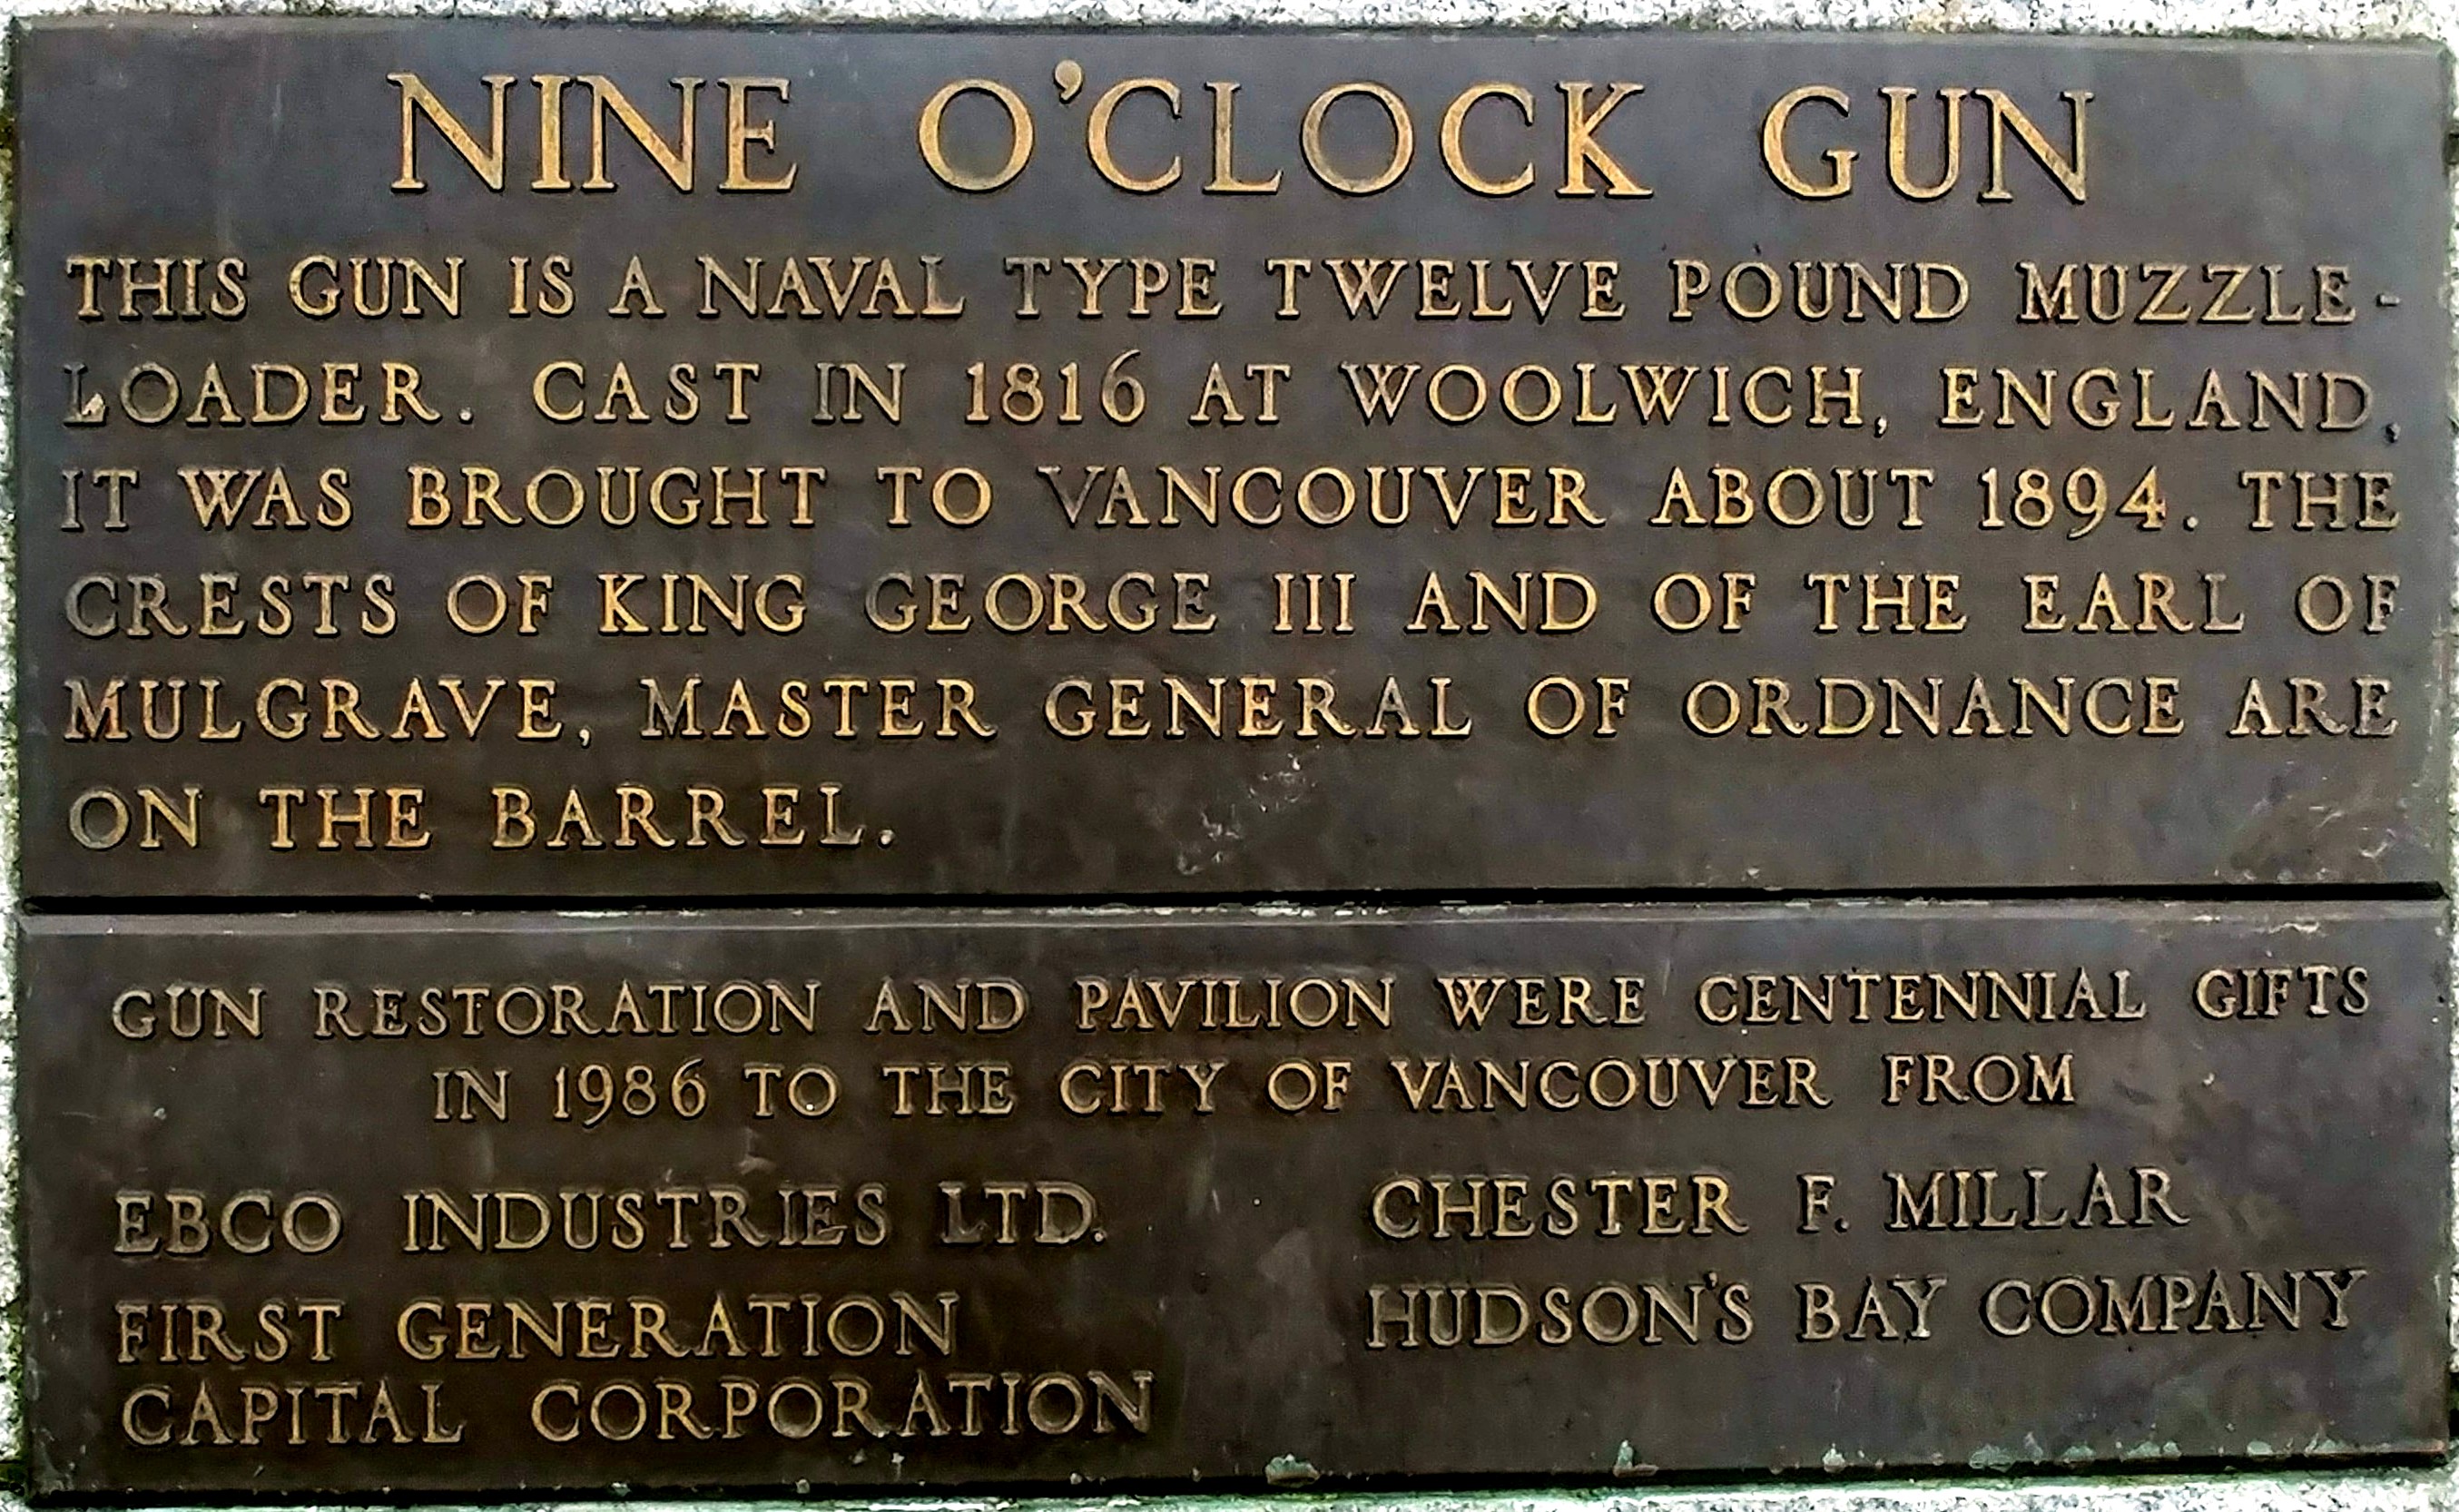 NINE O'CLOCK GUN
THIS GUN IS A NAVAL TYPE TWELVE POUND MUZZLE-
LOADER. CAST IN 1816 AT WOOLWICH, ENGLAND,
IT WAS BROUGHT TO VANCOUVER ABOUT 1894. THE
CRESTS OF KING GEORGE III AND OF THE EARL OF
MULGRAVE, MASTER GENERAL OF ORDNANCE ARE
ON THE BARREL.
GUN RESTORATION AND PAVILION WERE CENTENNIAL GIFTS
IN 1986 TO THE CITY OF VANCOUVER FROM
EBCO INDUSTRIES LTD.
FIRST GENERATION
CAPITAL CORPORATION
CHESTER F. MILLAR
HUDSON'S BAY COMPANY